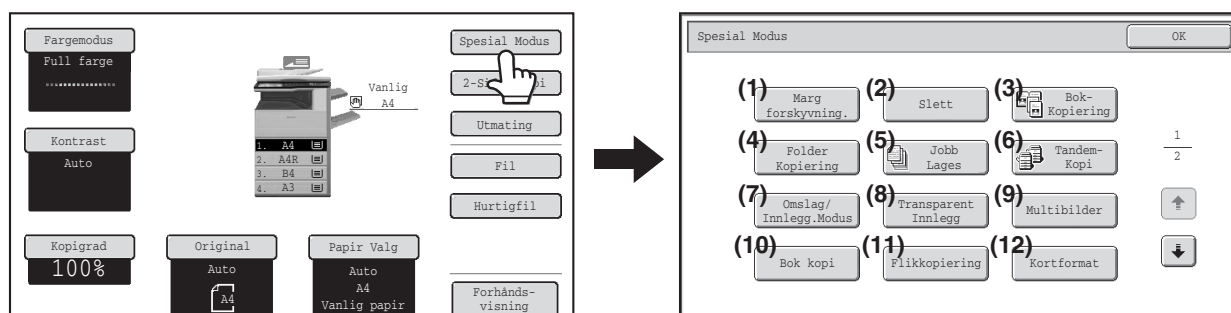 Fargemodus
Full farge
Kontrast
Auto
Kopigrad
100%
Original
Auto
A4
Papir Valg
Auto
A4
Vanlig papir
Vanlig
A4
1. A4
2. A4R
3. B4
4. A3
Spesial Modus
Utmating
Fil
Hurtigfil
Forhånds-
visning
Spesial Modus
OK
(1) Marg
forskyvning.
(2) Slett
(3) Bok-
Kopiering
(4) Folder
Kopiering
(5) Jobb
Lages
(6) Tandem-
Kopi
(7) Omslag/
Innlegg.Modus
(8) Transparent
Innlegg
(9) Multibilder
(10) Bok kopi
(11) Flikkopiering
(12) Kortformat
1
2